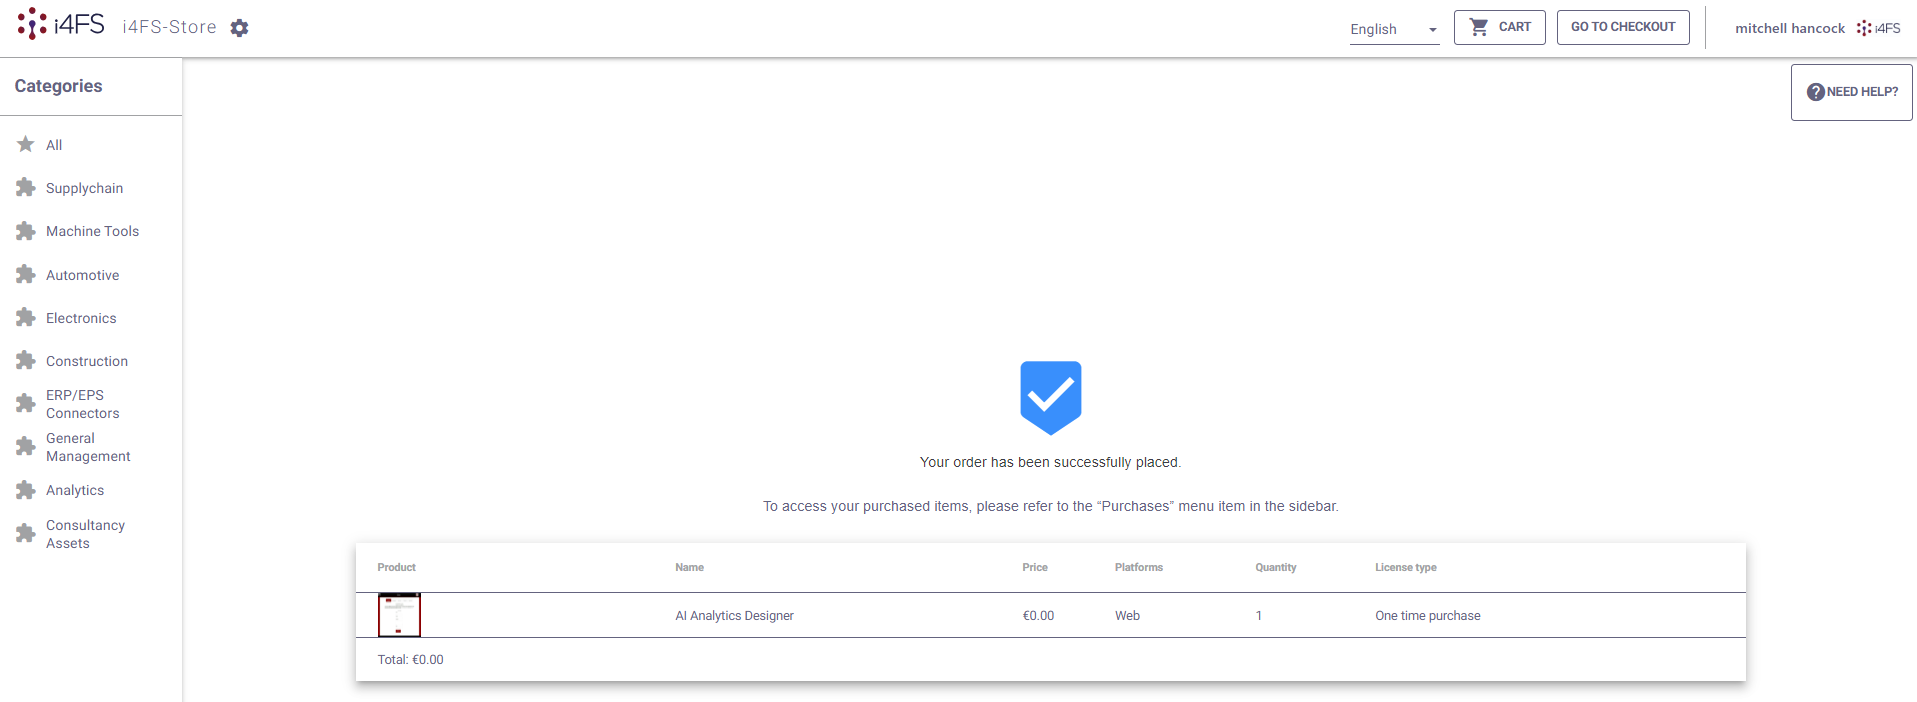 i4FS i4FS-Store English CART GO TO CHECKOUT mitchell hancock i4FS
Categories
NEED HELP?
All
Supplychain
Machine Tools
Automotive
Electronics
Construction
ERP/EPS
Connectors
General
Management
Analytics
Consultancy
Assets
Your order has been successfully placed.
To access your purchased items, please refer to the “Purchases” menu item in the sidebar.
Product Name Price Platforms Quantity License type
AI Analytics Designer €0.00 Web 1 One time purchase
Total: €0.00